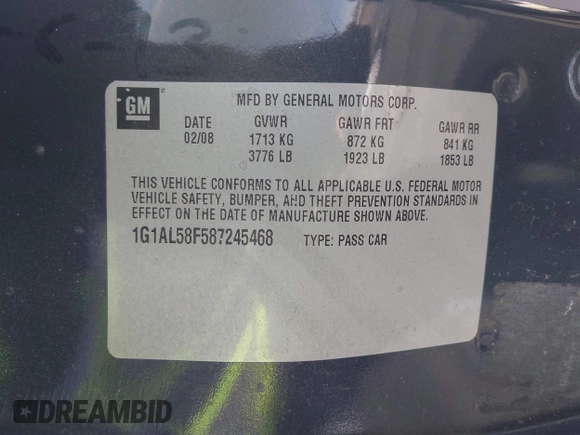 GM
MFD BY GENERAL MOTORS CORP.
DATE GVWR GAWR FRT GAWR RR
02/08 1713 KG 872 KG 841 KG
3776 LB 1923 LB 1853 LB
THIS VEHICLE CONFORMS TO ALL APPLICABLE U.S. FEDERAL MOTOR
VEHICLE SAFETY, BUMPER, AND THEFT PREVENTION STANDARDS IN
EFFECT ON THE DATE OF MANUFACTURE SHOWN ABOVE.
1G1AL58F587245468 TYPE: PASS CAR
DREAMBID